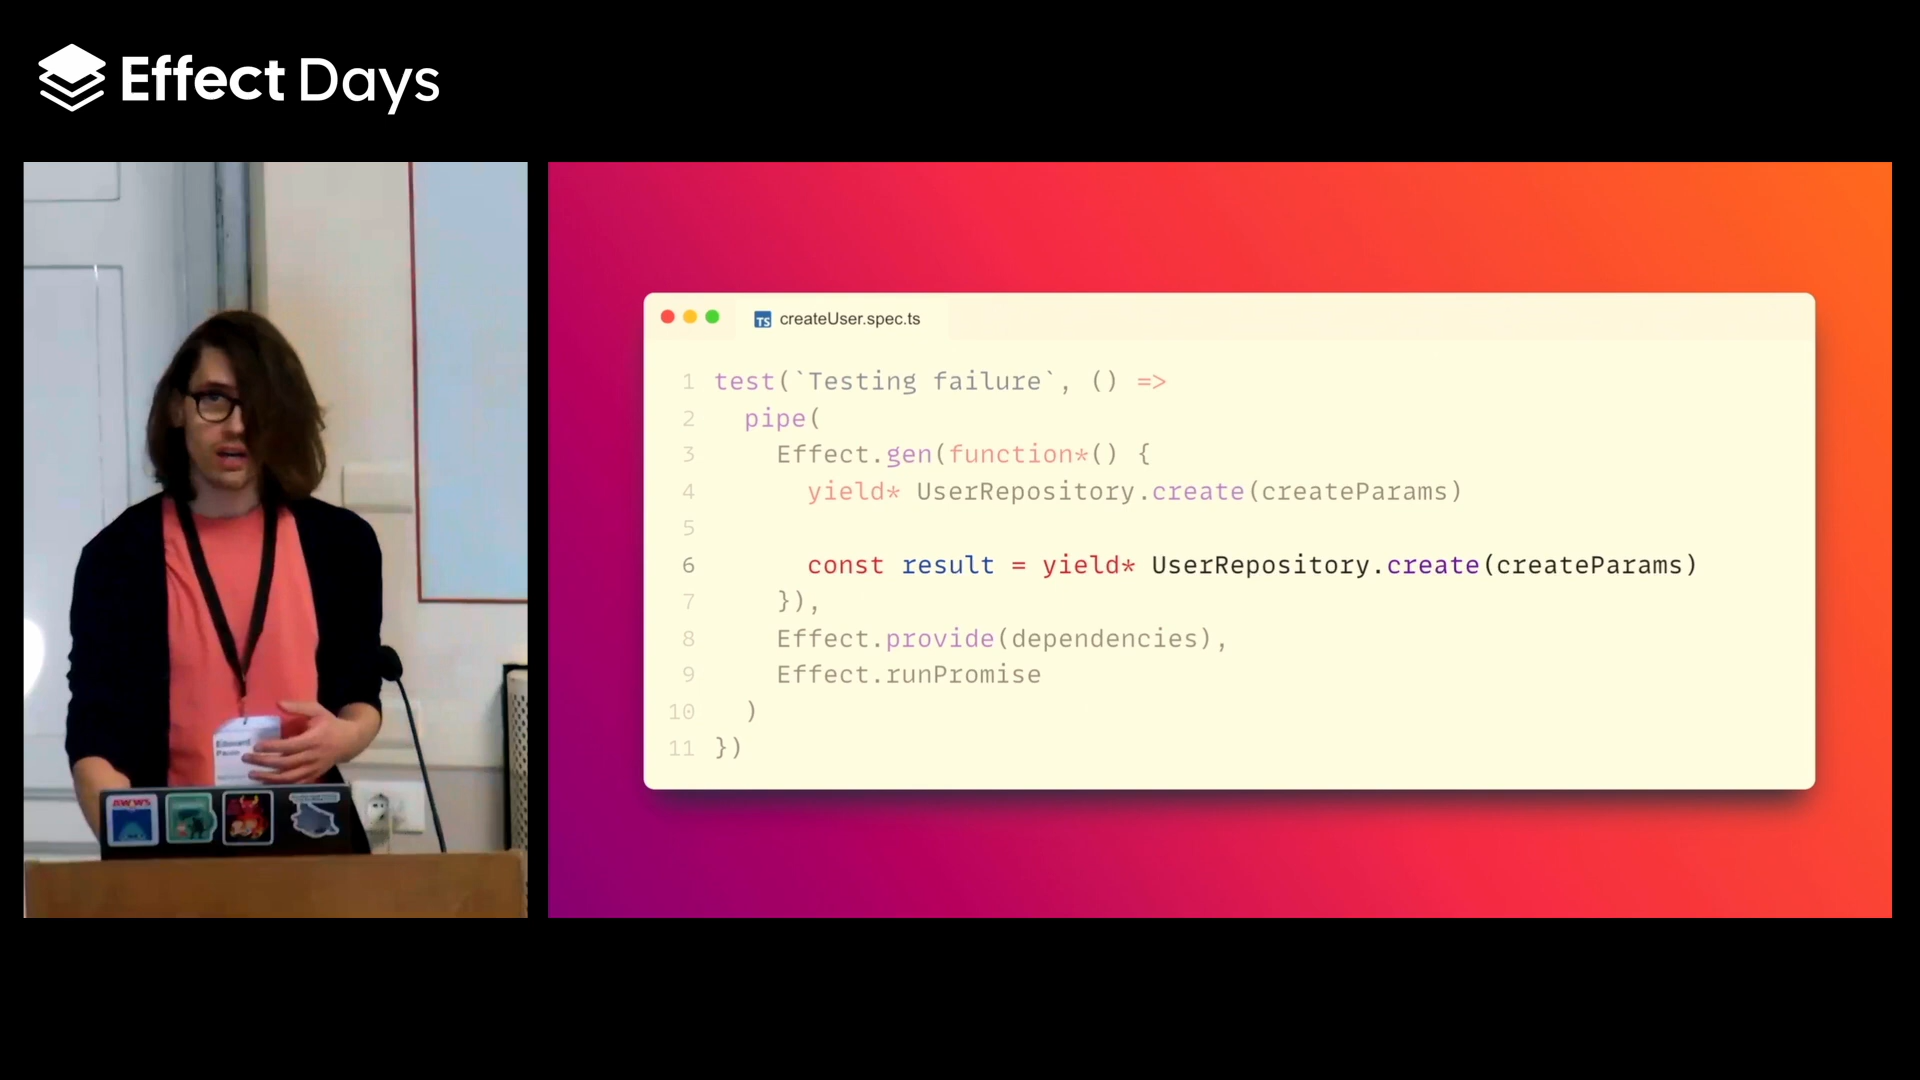 Effect Days
TS createUser.spec.ts
1 test(`Testing failure`, () =>
2   pipe(
3     Effect.gen(function*() {
4       yield* UserRepository.create(createParams)
5
6       const result = yield* UserRepository.create(createParams)
7     }),
8     Effect.provide(dependencies),
9     Effect.runPromise
10   )
11 })